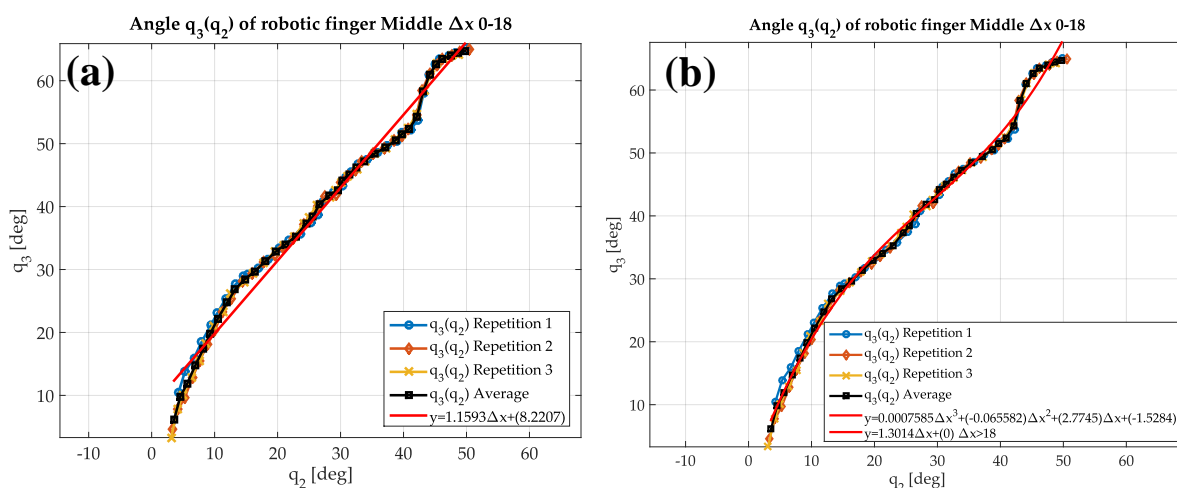 Angle q₃(q₂) of robotic finger Middle Δx 0-18
(a)
60
50
40
30
20
10
q₃ [deg]
-10 0 10 20 30 40 50 60
q₂ [deg]
q₃(q₂) Repetition 1
q₃(q₂) Repetition 2
q₃(q₂) Repetition 3
q₃(q₂) Average
y=1.1593Δx+(8.2207)
Angle q₃(q₂) of robotic finger Middle Δx 0-18
(b)
60
50
40
30
20
10
q₃ [deg]
-10 0 10 20 30 40 50 60
q₂ [deg]
q₃(q₂) Repetition 1
q₃(q₂) Repetition 2
q₃(q₂) Repetition 3
q₃(q₂) Average
y=0.0007585Δx³+(-0.065582)Δx²+(2.7745)Δx+(-1.5284)
y=1.3014Δx+(0) Δx>18